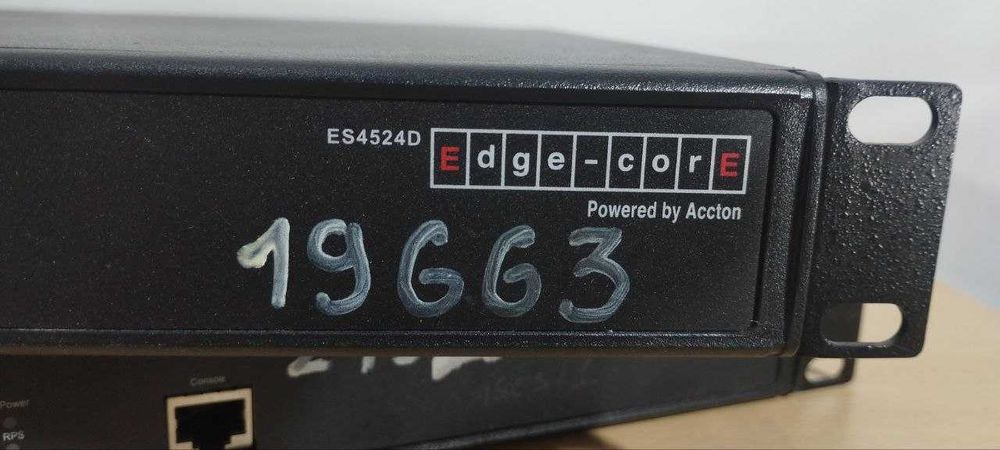 ES4524D Edge-corE
Powered by Accton
19663
Console
Power
RPS